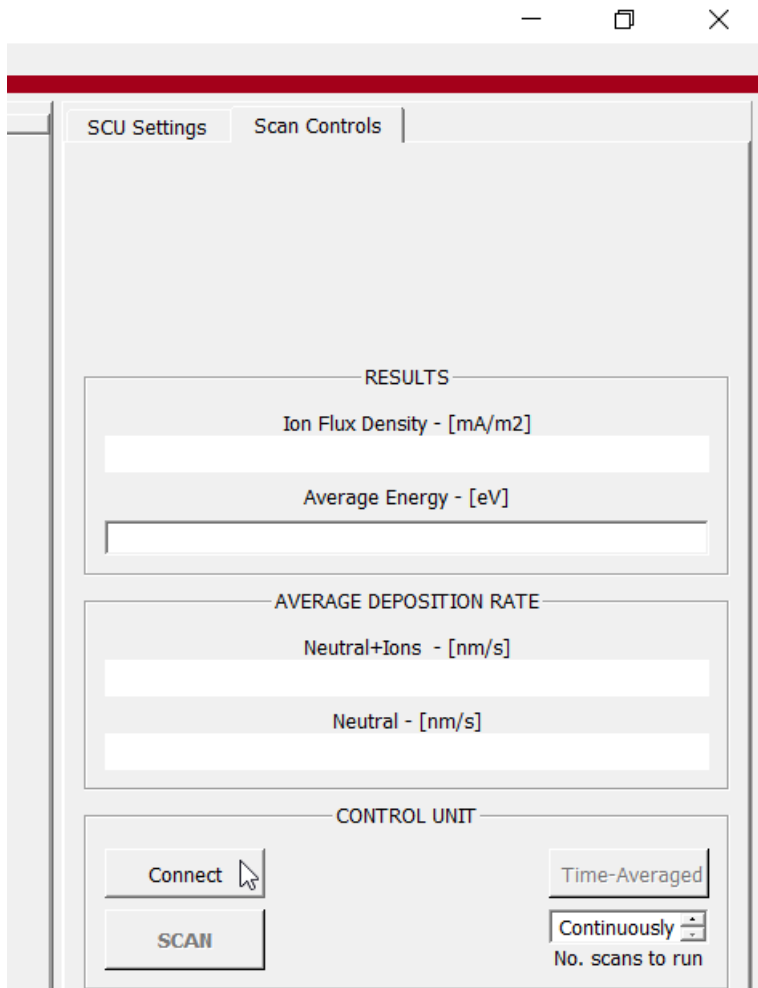 SCU Settings
Scan Controls
RESULTS
Ion Flux Density - [mA/m2]
Average Energy - [eV]
AVERAGE DEPOSITION RATE
Neutral+Ions - [nm/s]
Neutral - [nm/s]
CONTROL UNIT
Connect
Time-Averaged
SCAN
Continuously
No. scans to run